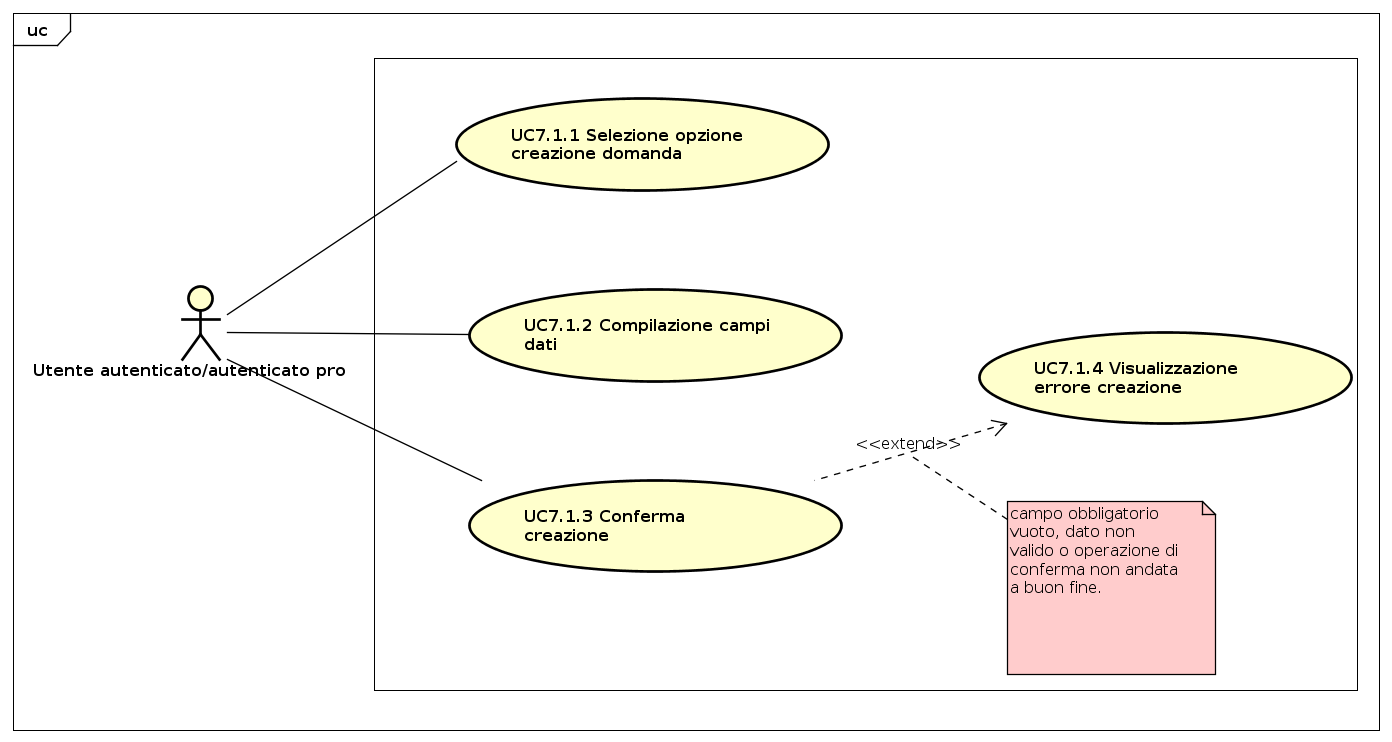 uc
UC7.1.1 Selezione opzione
creazione domanda
UC7.1.2 Compilazione campi
dati
Utente autenticato/autenticato pro
UC7.1.4 Visualizzazione
errore creazione
<<extend>>
UC7.1.3 Conferma
creazione
campo obbligatorio
vuoto, dato non
valido o operazione di
conferma non andata
a buon fine.